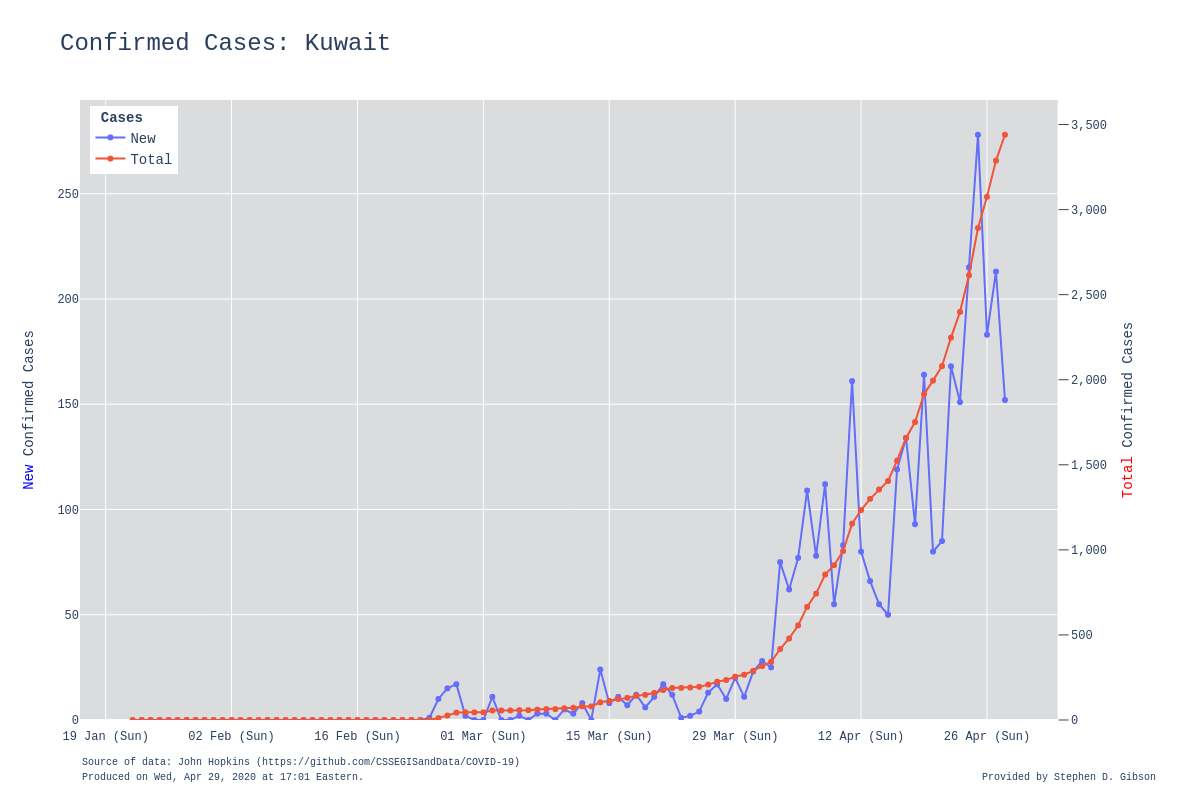 Confirmed Cases: Kuwait
Cases
New
Total
250
200
150
100
50
0
3,500
3,000
2,500
2,000
1,500
1,000
500
0
New Confirmed Cases
Total Confirmed Cases
19 Jan (Sun) 02 Feb (Sun) 16 Feb (Sun) 01 Mar (Sun) 15 Mar (Sun) 29 Mar (Sun) 12 Apr (Sun) 26 Apr (Sun)
Source of data: John Hopkins (https://github.com/CSSEGISandData/COVID-19)
Produced on Wed, Apr 29, 2020 at 17:01 Eastern.
Provided by Stephen D. Gibson